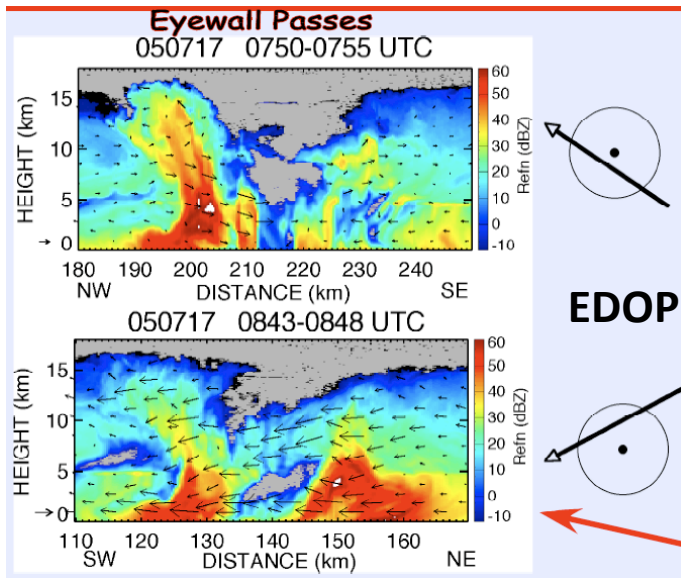 Eyewall Passes
050717 0750-0755 UTC
HEIGHT (km)
15
10
5
0
180 190 200 210 220 230 240
NW DISTANCE (km) SE
60
50
40
30
20
10
0
-10
Refn (dBZ)
EDOP
050717 0843-0848 UTC
HEIGHT (km)
15
10
5
0
110 120 130 140 150 160
SW DISTANCE (km) NE
60
50
40
30
20
10
0
-10
Refn (dBZ)